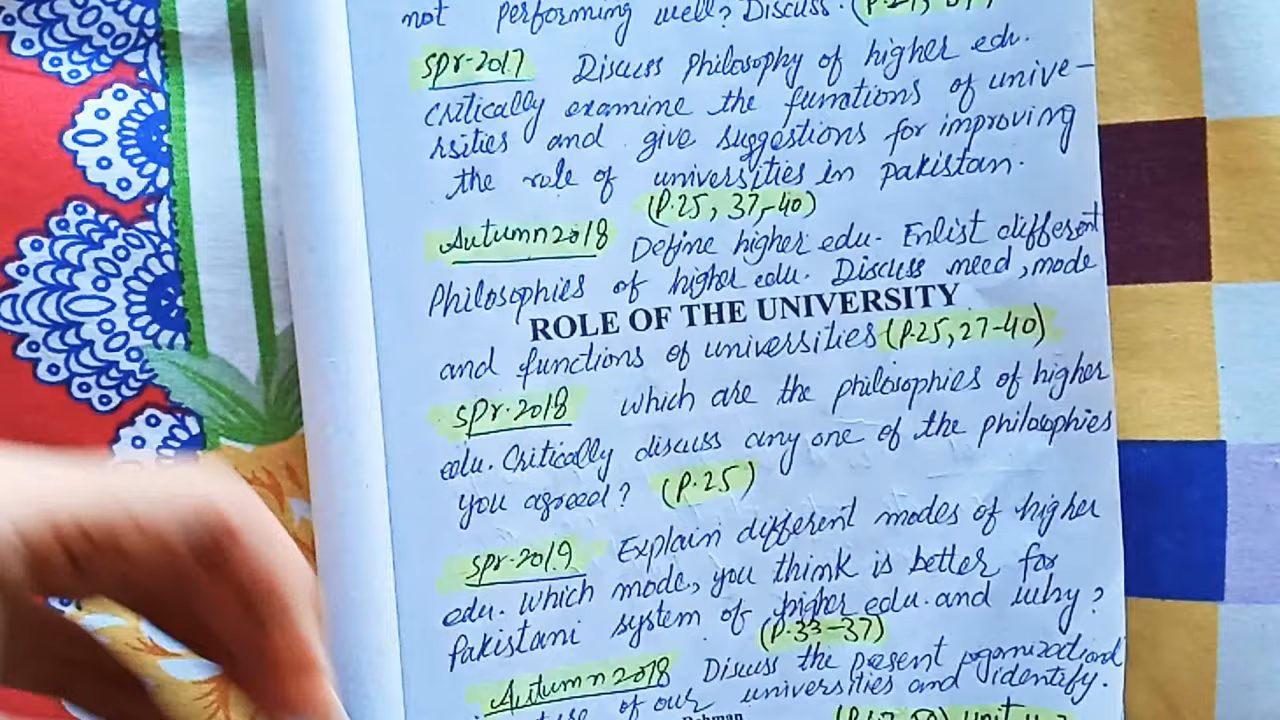 not performing well? Discuss.
Spr-2017 Discuss Philosophy of higher edu.
critically examine the functions of unive-
rsities and give suggestions for improving
the role of universities in pakistan.
(P.25, 37-40)
Autumn 2018 Define higher edu. Enlist different
Philosophies of higher edu. Discuss need, mode
ROLE OF THE UNIVERSITY
and functions of universities (P.25, 27-40)
Spr-2018 which are the philosophies of higher
edu. Critically discuss any one of the philosophies
you agreed? (P.25)
Spr-2019 Explain different modes of higher
edu. which mode, you think is better for
Pakistani system of higher edu. and why?
(P.33-37)
Autumn 2018 Discuss the present
of our universities and identify.